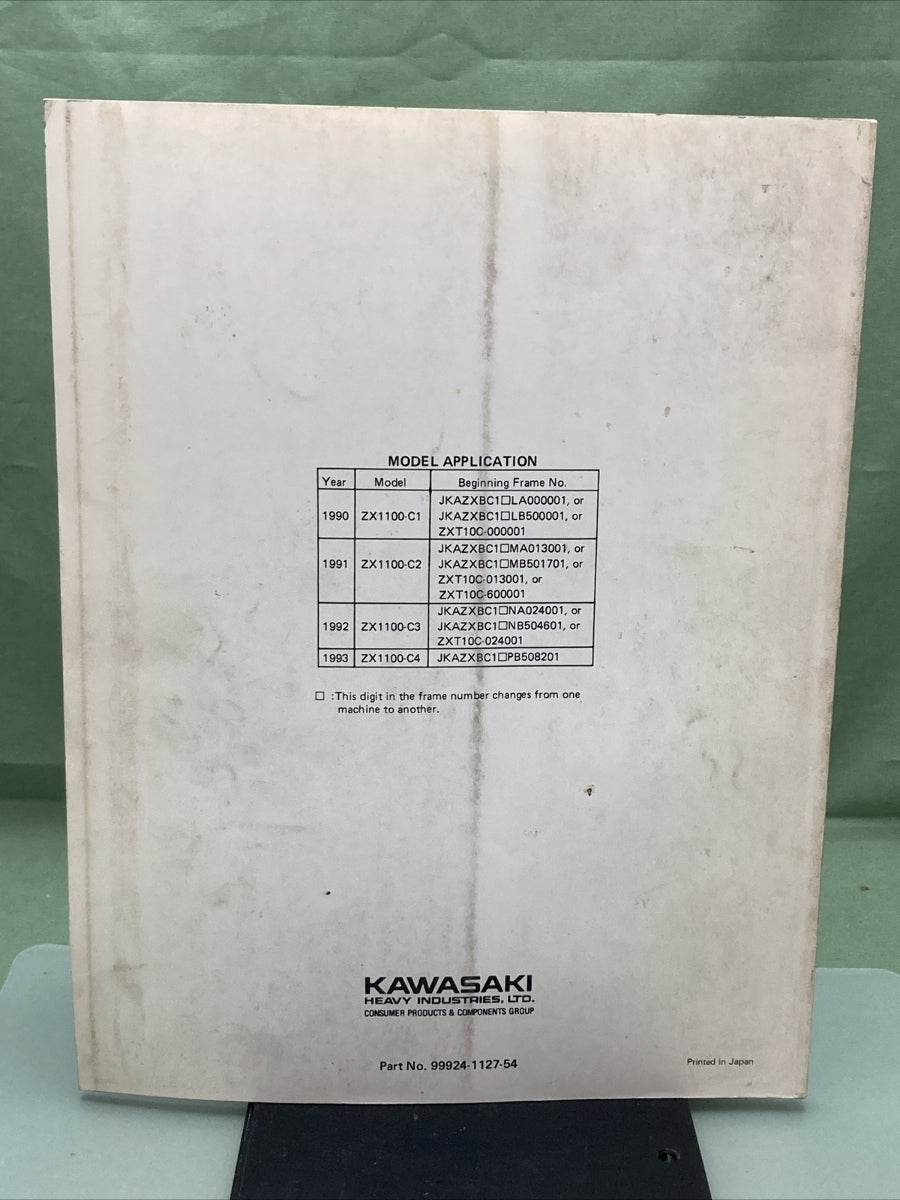 MODEL APPLICATION
Year Model Beginning Frame No.
1990 ZX1100-C1 JKAZXBC1□LA000001, or
JKAZXBC1□LB500001, or
ZXT10C-000001
1991 ZX1100-C2 JKAZXBC1□MA013001, or
JKAZXBC1□MB501701, or
ZXT10C-013001, or
ZXT10C-600001
1992 ZX1100-C3 JKAZXBC1□NA024001, or
JKAZXBC1□NB504601, or
ZXT10C-024001
1993 ZX1100-C4 JKAZXBC1□PB508201
□ :This digit in the frame number changes from one
machine to another.
KAWASAKI
HEAVY INDUSTRIES, LTD.
CONSUMER PRODUCTS & COMPONENTS GROUP
Part No. 99924-1127-54
Printed in Japan